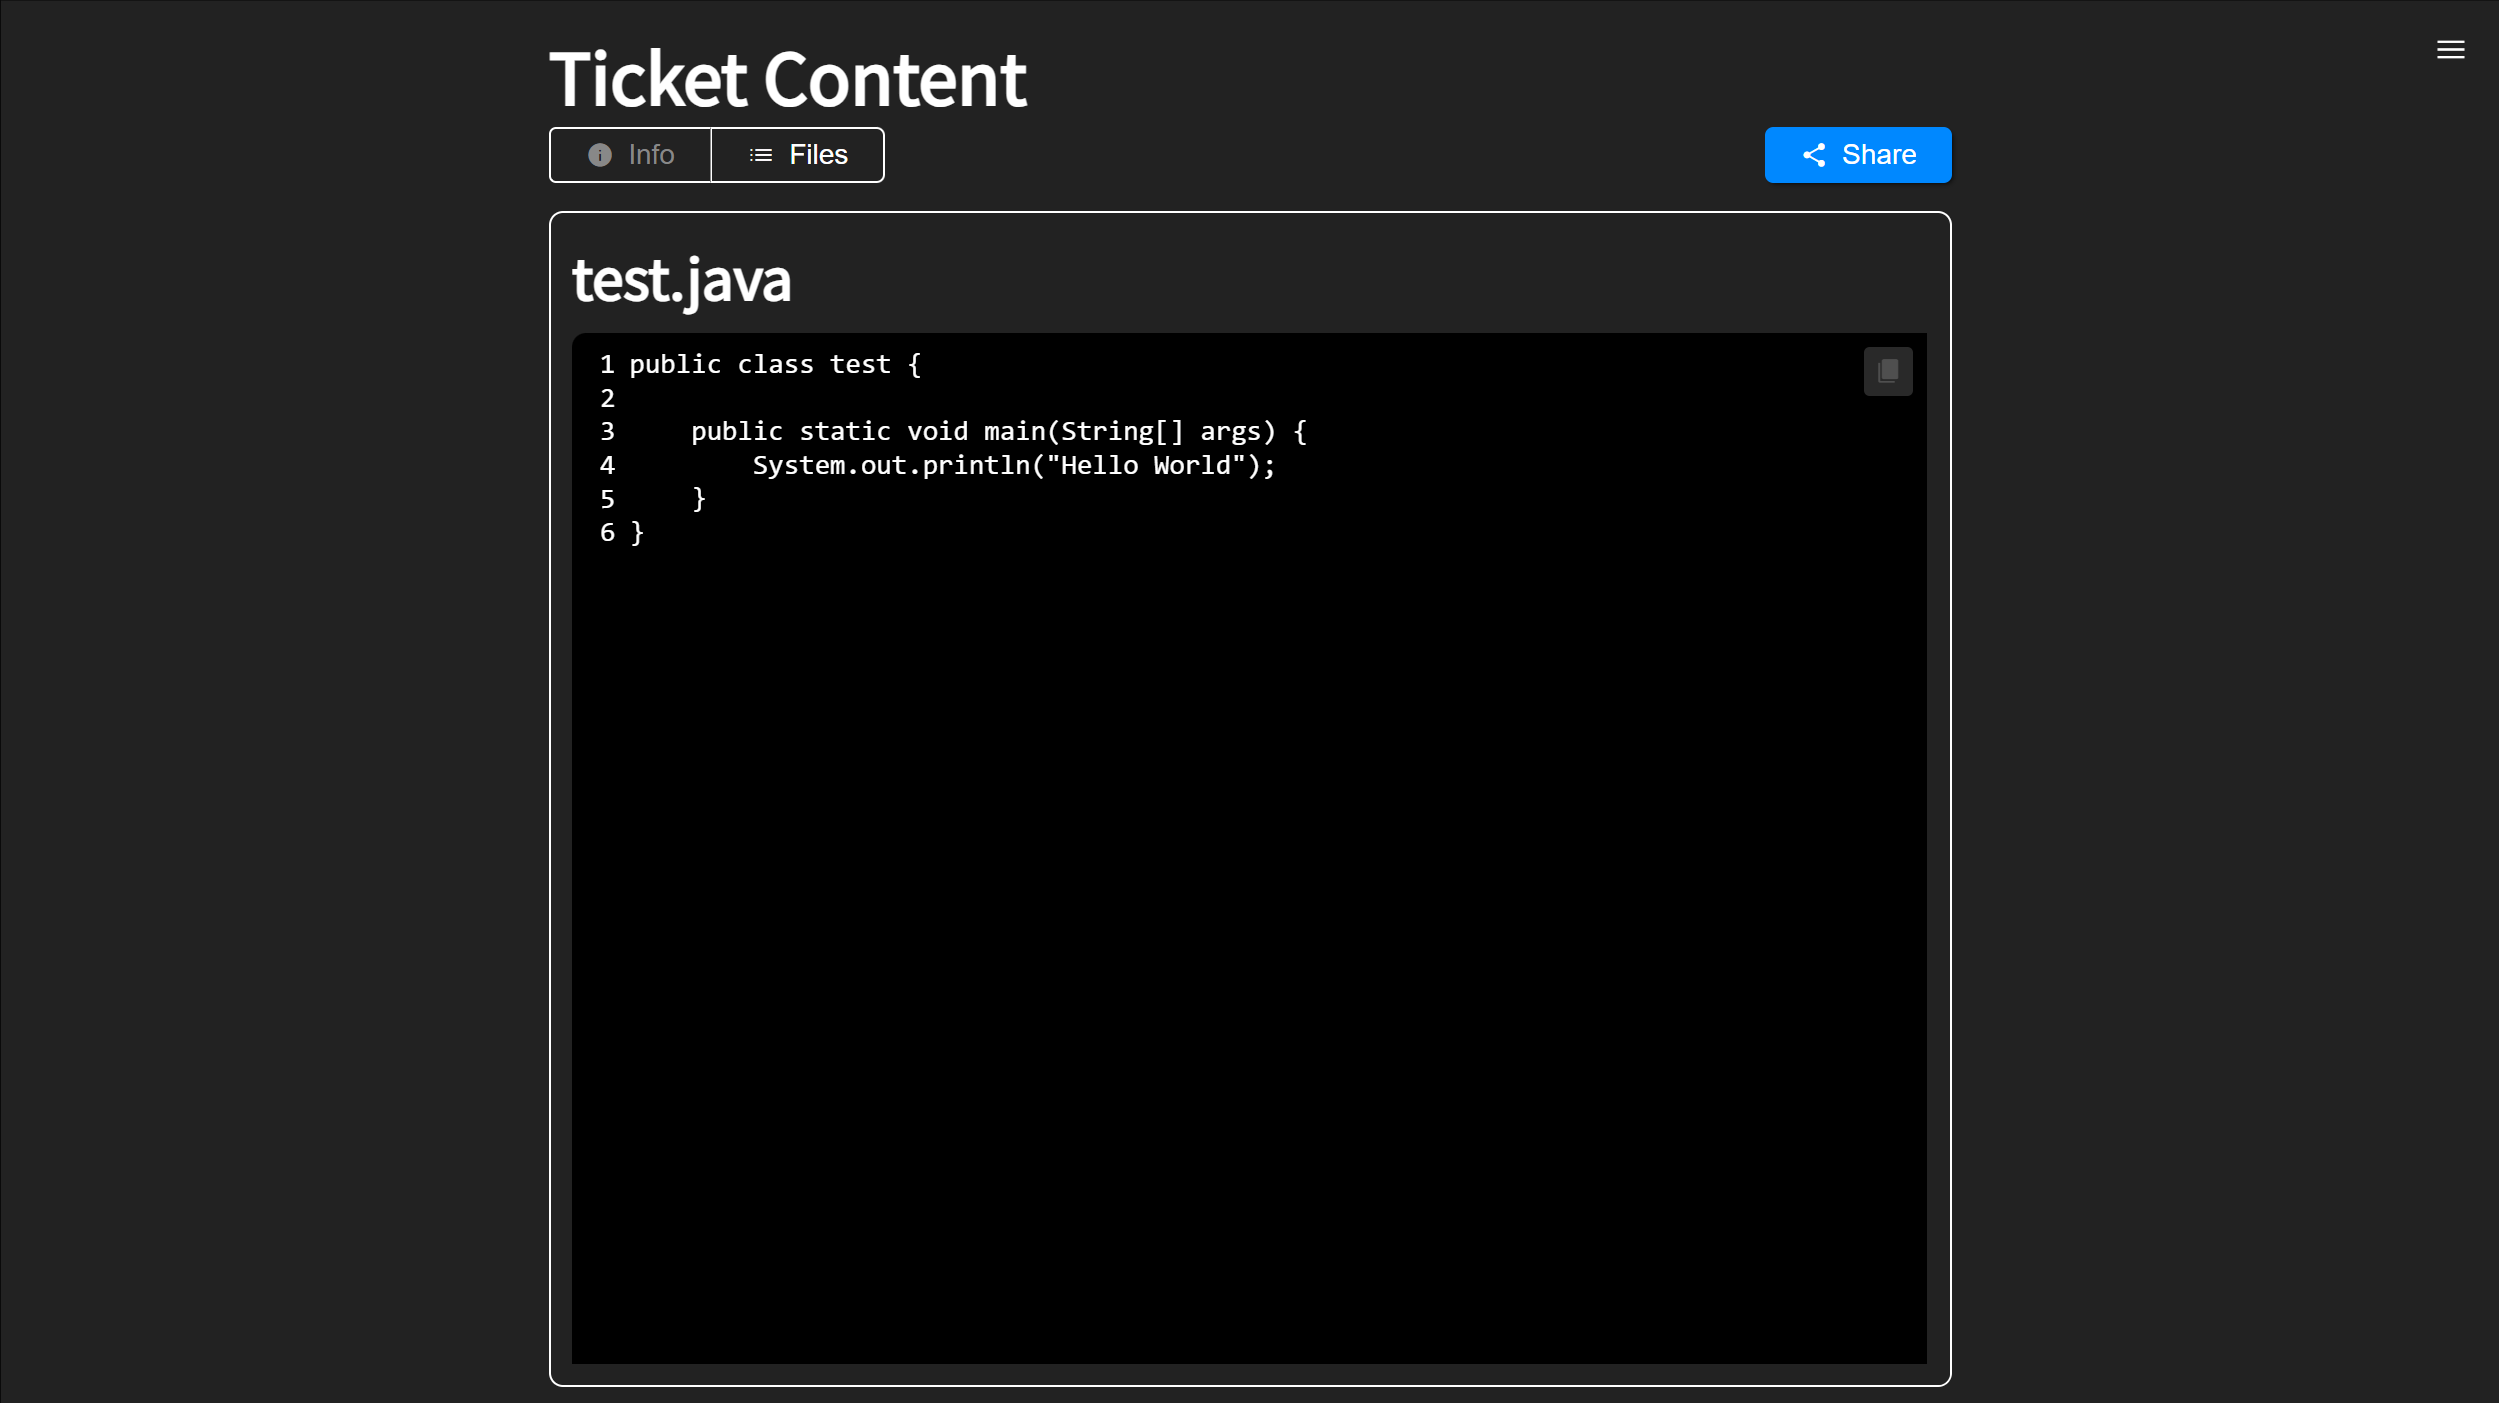 Ticket Content
Info Files Share
test.java
1 public class test {
2
3     public static void main(String[] args) {
4         System.out.println("Hello World");
5     }
6 }